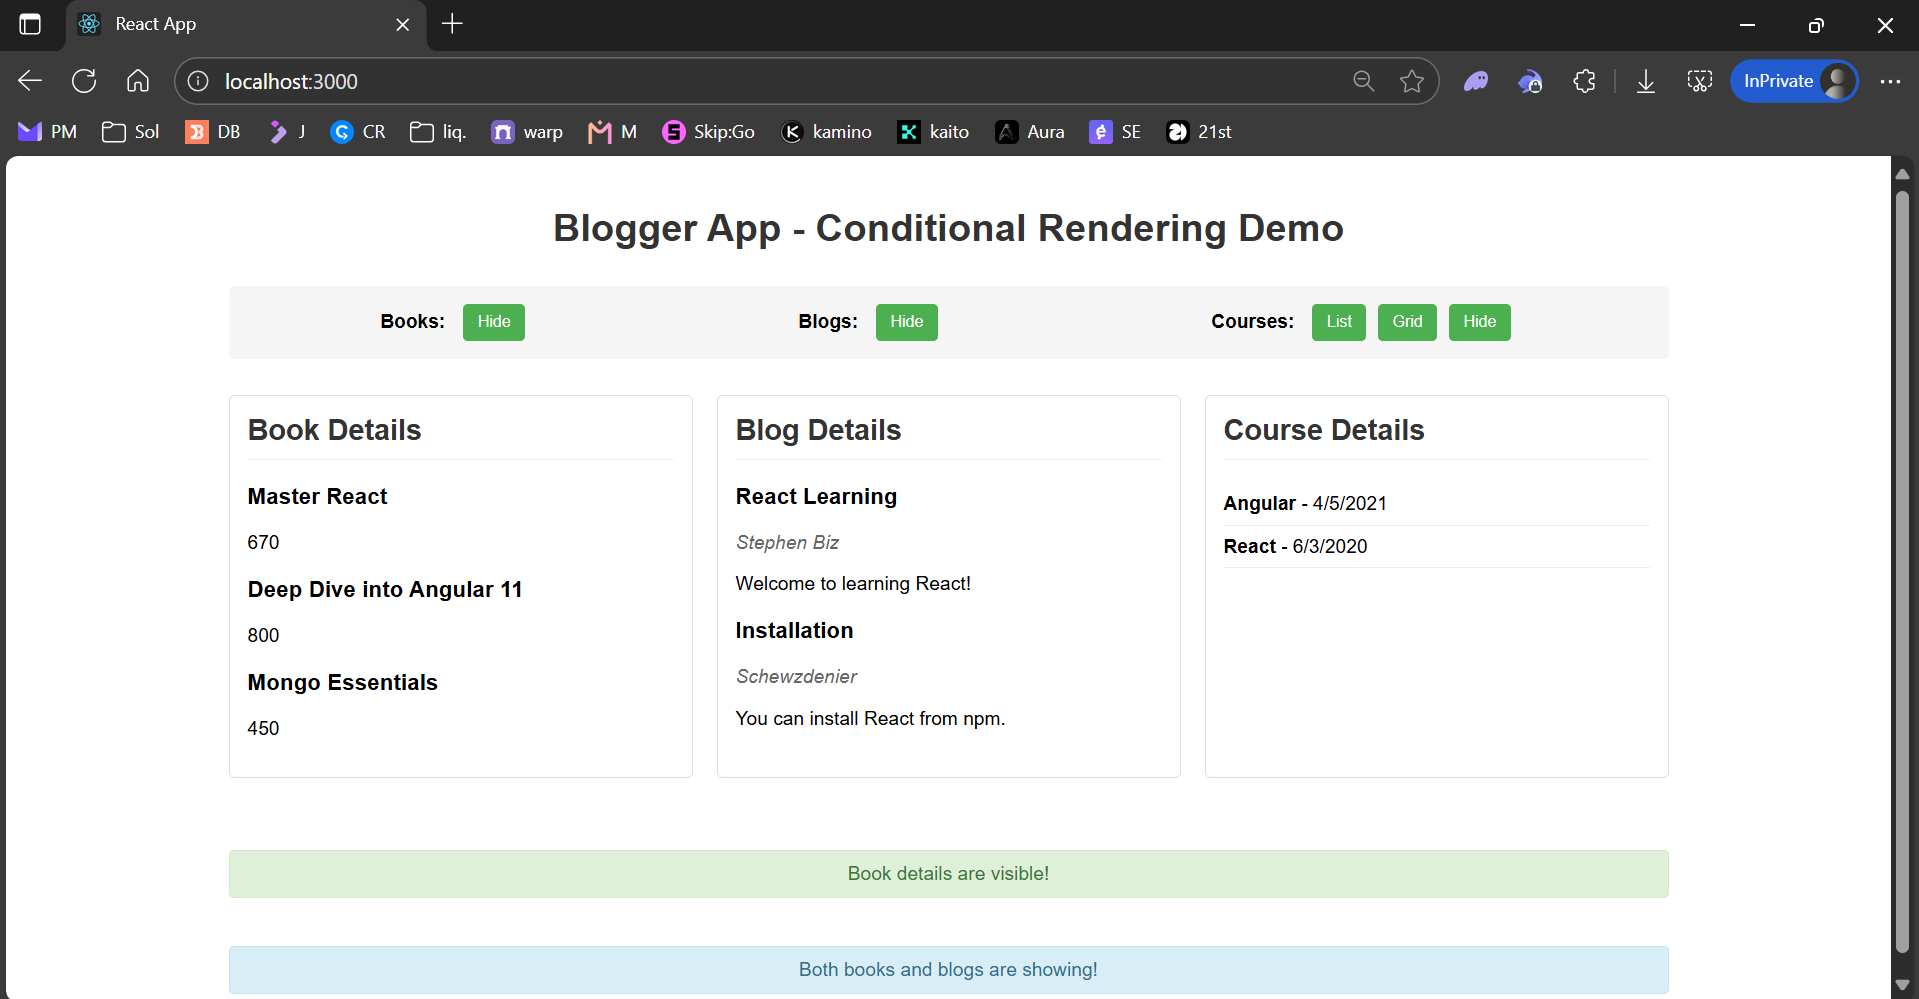 React App
localhost:3000
InPrivate
PM Sol DB J CR liq. warp M Skip:Go kamino kaito Aura SE 21st
Blogger App - Conditional Rendering Demo
Books: Hide Blogs: Hide Courses: List Grid Hide
Book Details
Master React
670
Deep Dive into Angular 11
800
Mongo Essentials
450
Blog Details
React Learning
Stephen Biz
Welcome to learning React!
Installation
Schewzdenier
You can install React from npm.
Course Details
Angular - 4/5/2021
React - 6/3/2020
Book details are visible!
Both books and blogs are showing!